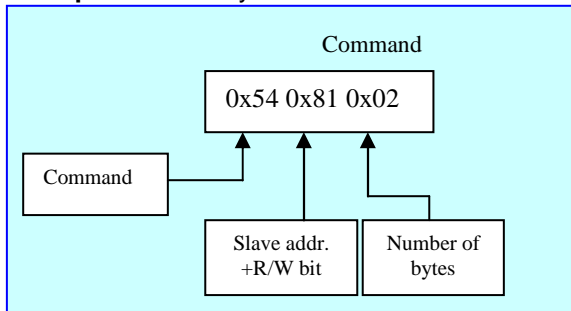 Command
0x54 0x81 0x02
Command
Slave addr.
+R/W bit
Number of
bytes